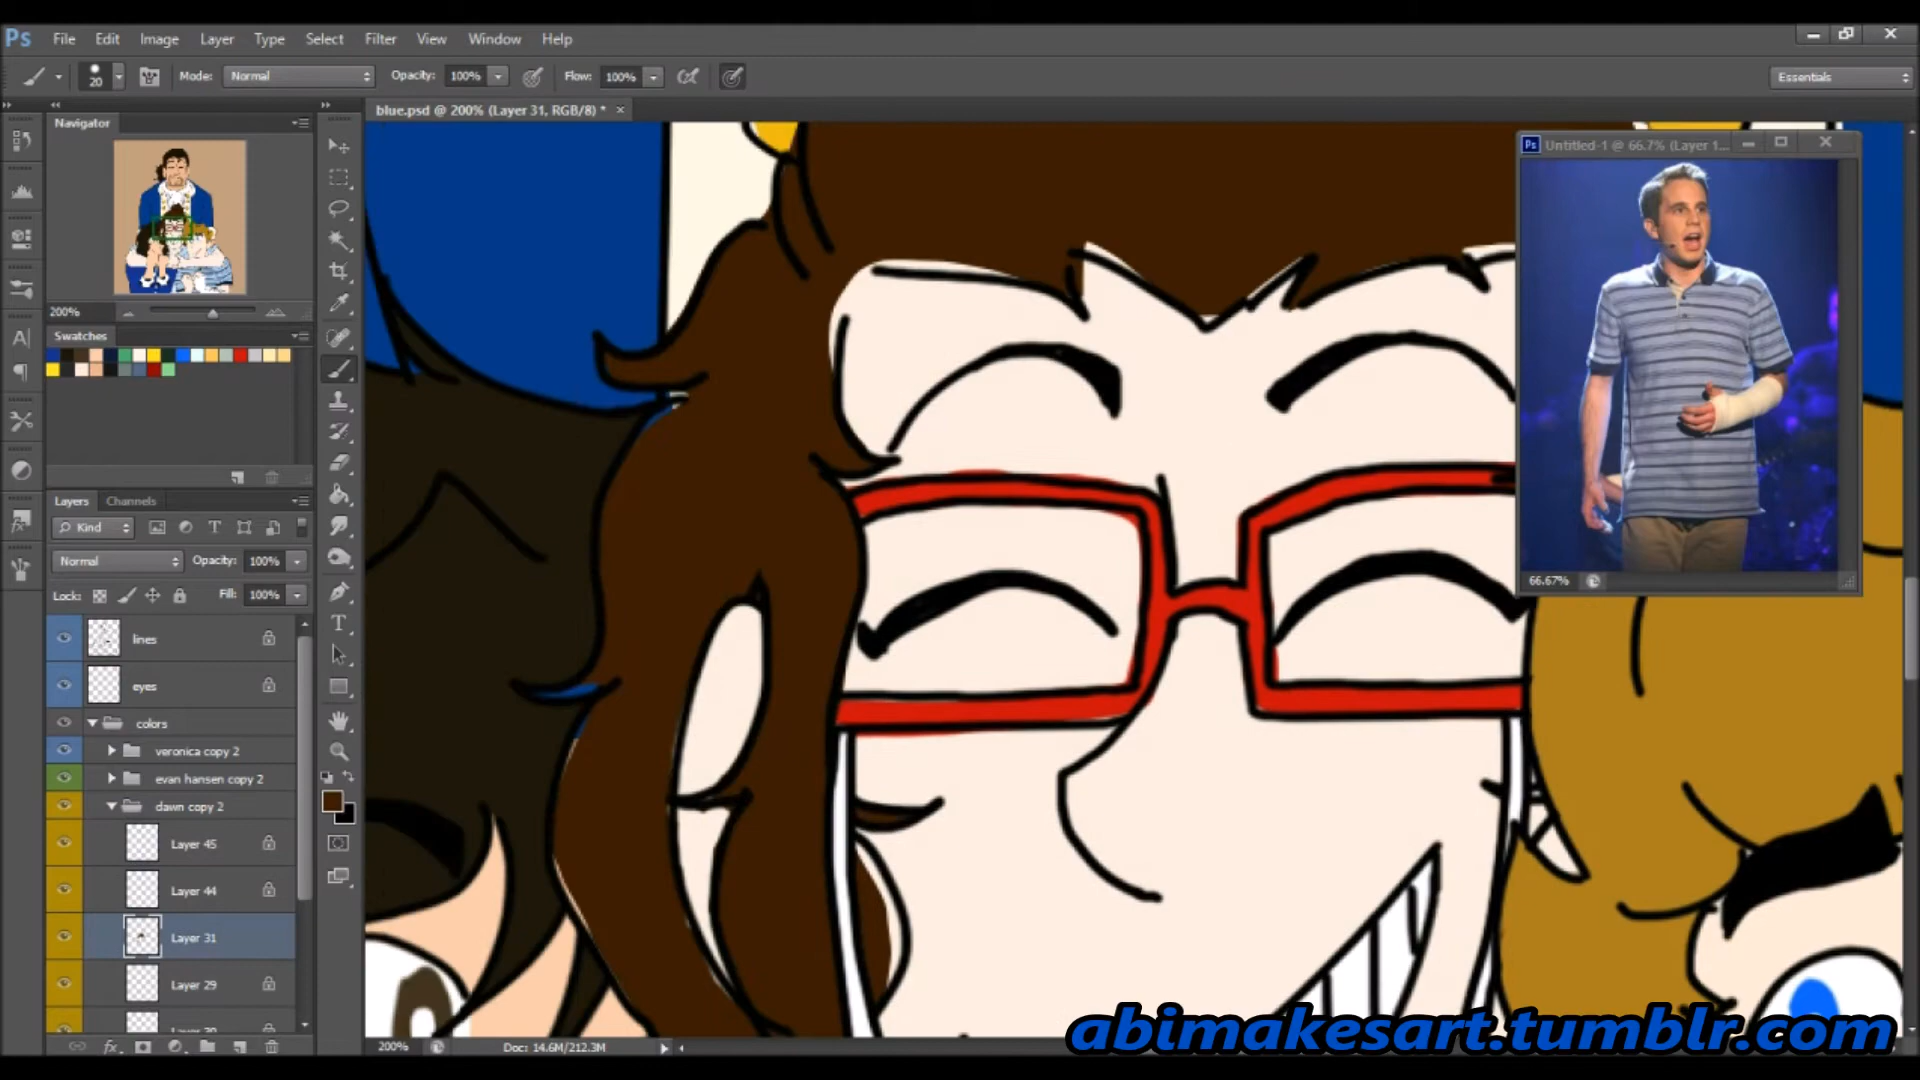 Ps File Edit Image Layer Type Select Filter View Window Help
20 Mode: Normal Opacity: 100% Flow: 100% Essentials
blue.psd @ 200% (Layer 31, RGB/8) *
Navigator
Untitled-1 @ 66.7% (Layer 1...
200%
Swatches
Layers Channels
Kind
Normal Opacity: 100%
66.67%
Lock: Fill: 100%
lines
eyes
colors
veronica copy 2
evan hansen copy 2
dawn copy 2
Layer 45
Layer 44
Layer 31
Layer 29
200% Doc: 14.6M/212.3M
abimakesart.tumblr.com